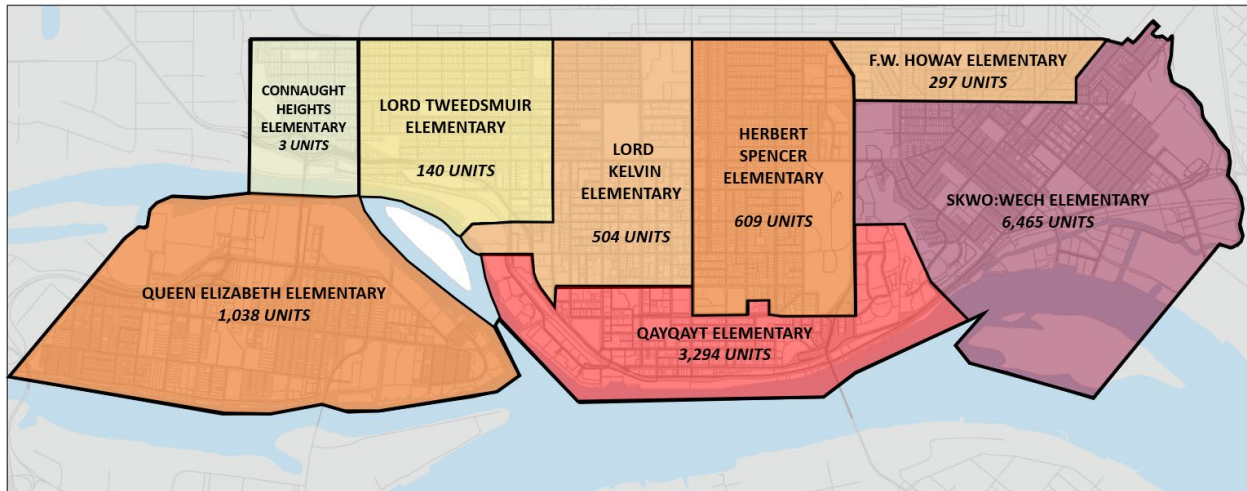 CONNAUGHT
HEIGHTS
ELEMENTARY
3 UNITS
LORD TWEEDSMUIR
ELEMENTARY
140 UNITS
LORD
KELVIN
ELEMENTARY
504 UNITS
HERBERT
SPENCER
ELEMENTARY
609 UNITS
F.W. HOWAY ELEMENTARY
297 UNITS
SKWO:WECH ELEMENTARY
6,465 UNITS
QUEEN ELIZABETH ELEMENTARY
1,038 UNITS
QAYQAYT ELEMENTARY
3,294 UNITS